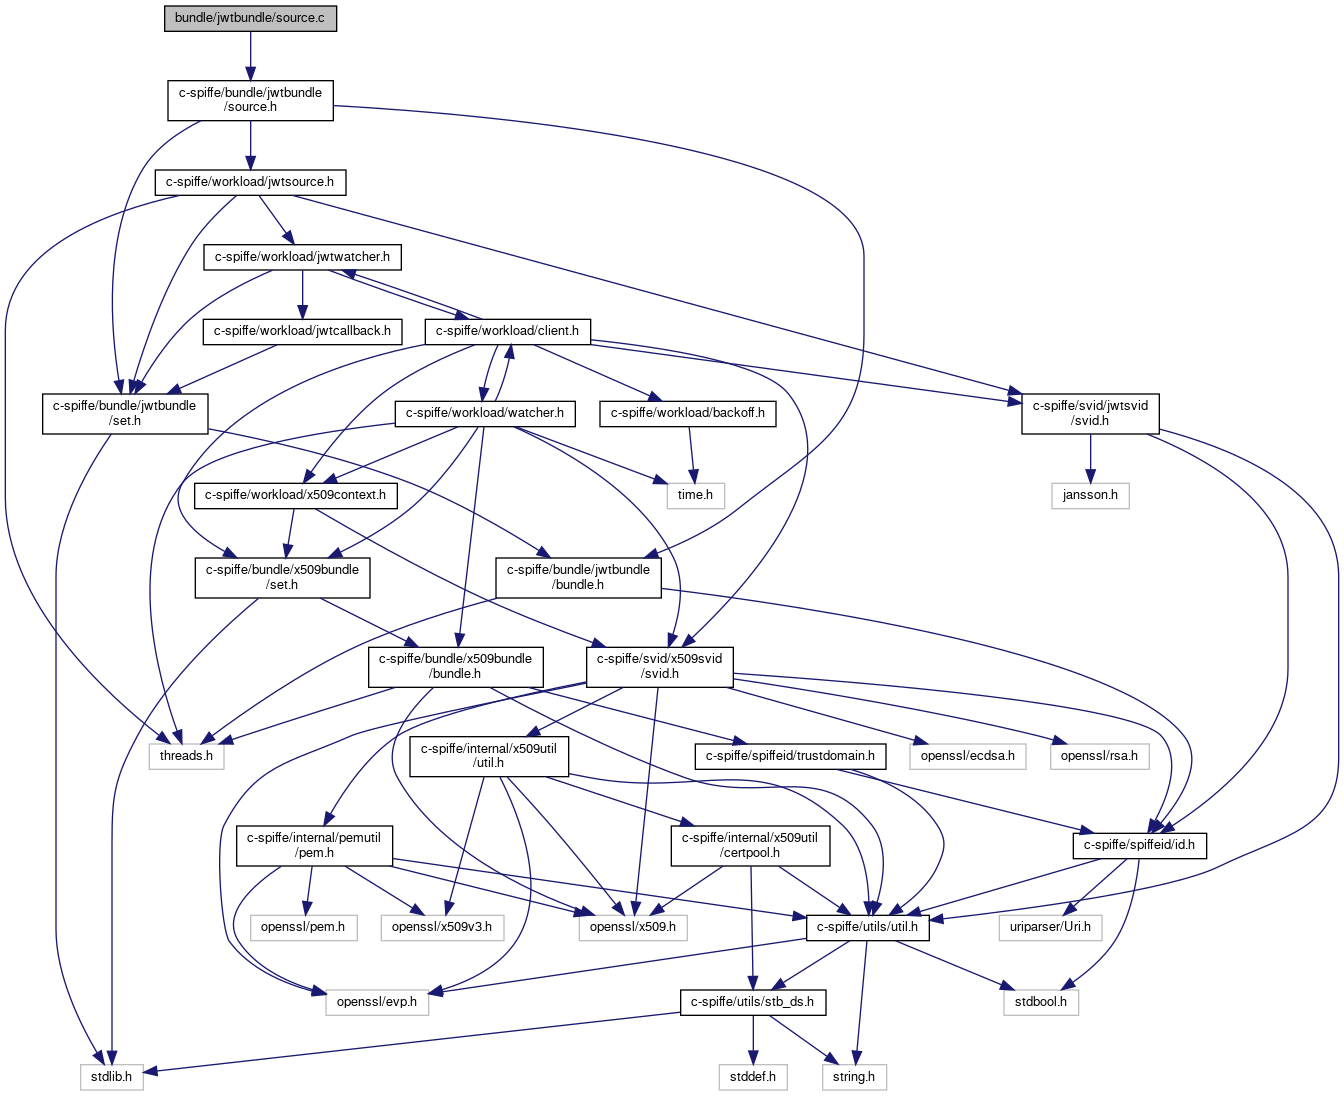 bundle/jwtbundle/source.c
c-spiffe/bundle/jwtbundle
/source.h
c-spiffe/workload/jwtsource.h
c-spiffe/workload/jwtwatcher.h
c-spiffe/workload/jwtcallback.h
c-spiffe/workload/client.h
c-spiffe/bundle/jwtbundle
/set.h
c-spiffe/workload/watcher.h
c-spiffe/workload/backoff.h
c-spiffe/svid/jwtsvid
/svid.h
c-spiffe/workload/x509context.h
time.h
jansson.h
c-spiffe/bundle/x509bundle
/set.h
c-spiffe/bundle/jwtbundle
/bundle.h
c-spiffe/bundle/x509bundle
/bundle.h
c-spiffe/svid/x509svid
/svid.h
threads.h
c-spiffe/internal/x509util
/util.h
c-spiffe/spiffeid/trustdomain.h
openssl/ecdsa.h
openssl/rsa.h
c-spiffe/internal/pemutil
/pem.h
c-spiffe/internal/x509util
/certpool.h
c-spiffe/spiffeid/id.h
openssl/pem.h
openssl/x509v3.h
openssl/x509.h
c-spiffe/utils/util.h
uriparser/Uri.h
openssl/evp.h
c-spiffe/utils/stb_ds.h
stdbool.h
stdlib.h
stddef.h
string.h